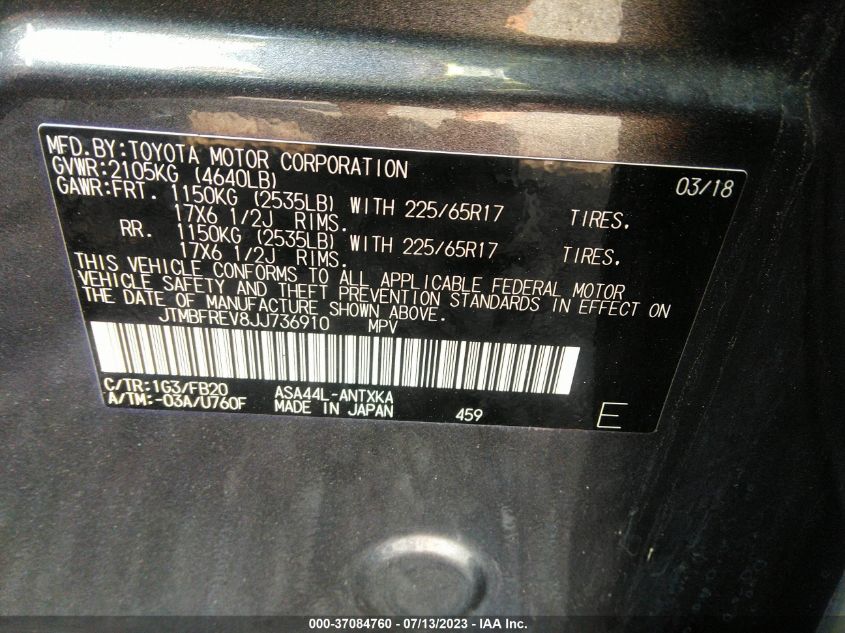 MFD.BY:TOYOTA MOTOR CORPORATION 03/18
GVWR:2105KG (4640LB)
GAWR:FRT. 1150KG (2535LB) WITH 225/65R17 TIRES,
17X6 1/2J RIMS.
RR. 1150KG (2535LB) WITH 225/65R17 TIRES,
17X6 1/2J RIMS.
THIS VEHICLE CONFORMS TO ALL APPLICABLE FEDERAL MOTOR
VEHICLE SAFETY AND THEFT PREVENTION STANDARDS IN EFFECT ON
THE DATE OF MANUFACTURE SHOWN ABOVE.
JTMBFREV8JJ736910 MPV
C/TR:1G3/FB20 ASA44L-ANTXKA
A/TM:-03A/U760F MADE IN JAPAN 459 E
000-37084760 - 07/13/2023 - IAA Inc.